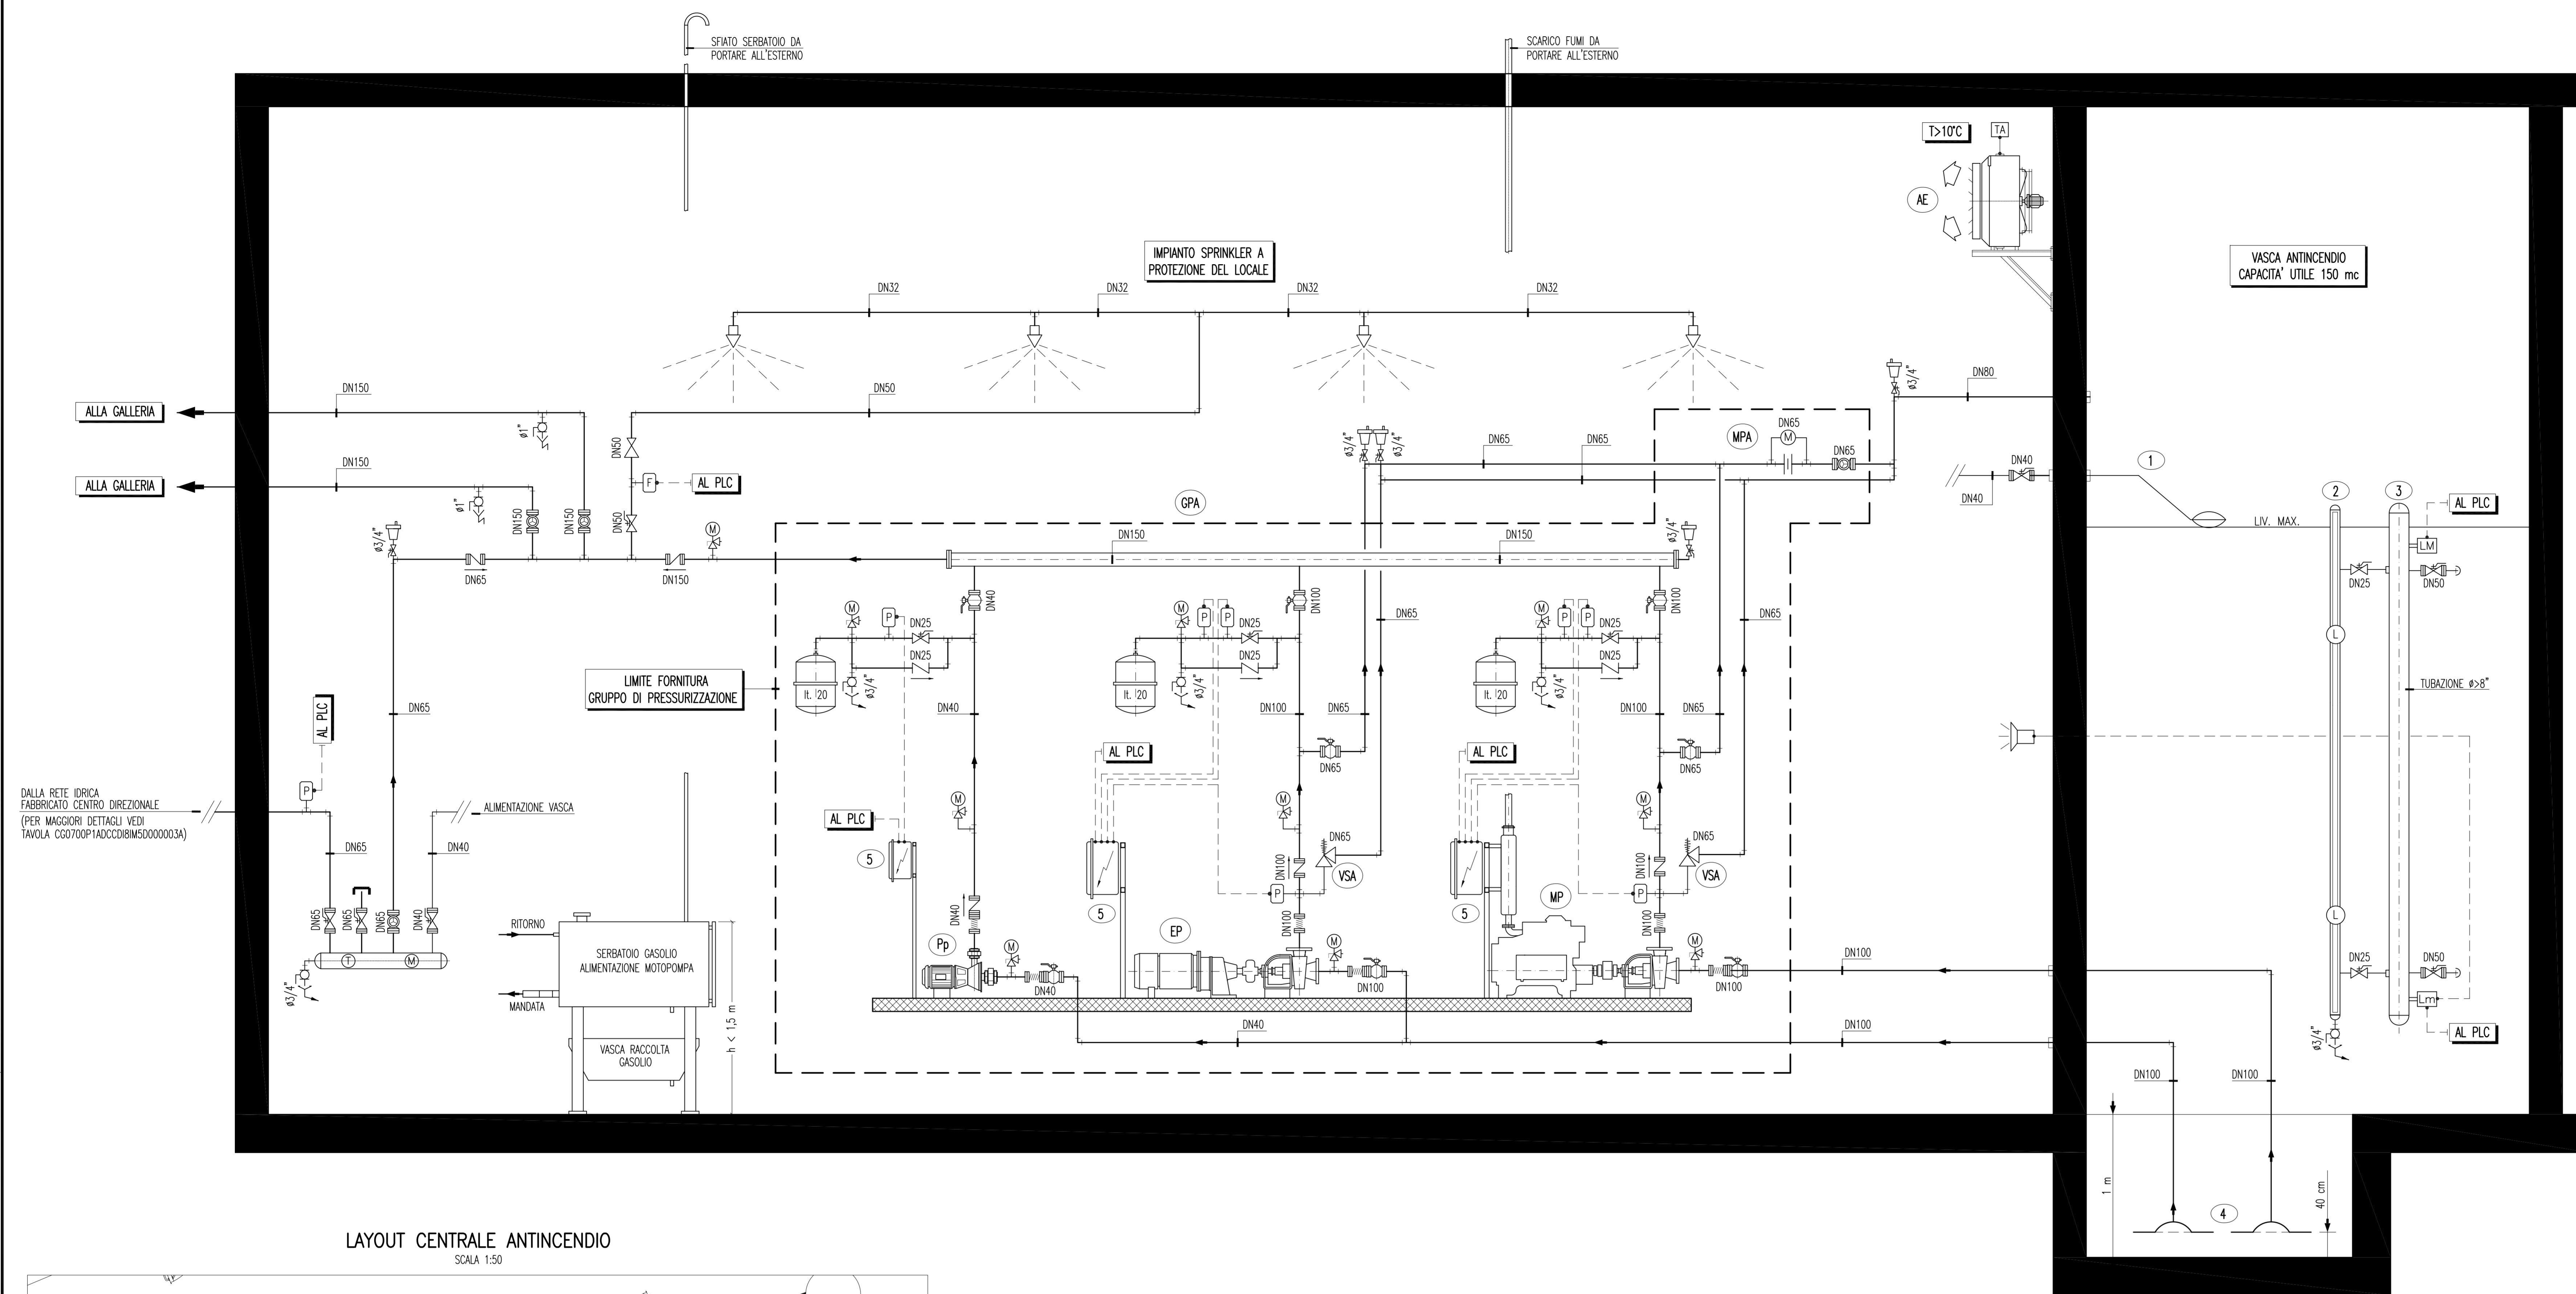 SFIATO SERBATOIO DA
PORTARE ALL'ESTERNO
SCARICO FUMI DA
PORTARE ALL'ESTERNO
T>10°C
TA
AE
IMPIANTO SPRINKLER A
PROTEZIONE DEL LOCALE
VASCA ANTINCENDIO
CAPACITA' UTILE 150 mc
DN32
DN32
DN32
DN32
ALLA GALLERIA
DN150
ø1"
DN50
DN50
ø3/4"
DN80
ALLA GALLERIA
DN150
ø1"
DN150
DN150
F
AL PLC
DN50
M
ø3/4"
ø3/4"
DN65
DN65
MPA
DN65
M
DN65
DN40
DN40
1
2
3
AL PLC
LIV. MAX.
LM
GPA
ø3/4"
DN65
DN150
DN150
DN150
ø3/4"
DN25
DN50
M
P
DN25
DN25
DN40
lt. 20
ø3/4"
M
P
P
DN25
DN25
DN100
lt. 20
ø3/4"
DN65
M
P
P
DN25
DN25
DN100
lt. 20
ø3/4"
DN65
L
LIMITE FORNITURA
GRUPPO DI PRESSURIZZAZIONE
TUBAZIONE ø>8"
AL PLC
DN65
DN40
DN100
DN65
DN100
DN65
AL PLC
DN65
AL PLC
DN65
P
DALLA RETE IDRICA
FABBRICATO CENTRO DIREZIONALE
(PER MAGGIORI DETTAGLI VEDI
TAVOLA CG0700P1ADCCDI8IM5D000003A)
ALIMENTAZIONE VASCA
DN65
DN40
AL PLC
M
M
M
5
DN100
DN65
VSA
DN100
DN65
VSA
P
P
5
5
MP
DN65
DN65
DN65
DN40
T
M
ø3/4"
RITORNO
MANDATA
SERBATOIO GASOLIO
ALIMENTAZIONE MOTOPOMPA
VASCA RACCOLTA
GASOLIO
h < 1,5 m
DN40
Pp
M
DN40
EP
DN100
M
DN100
DN100
M
DN100
DN100
DN40
DN100
L
DN25
DN50
Lm
AL PLC
ø3/4"
DN100
DN100
1 m
4
40 cm
LAYOUT CENTRALE ANTINCENDIO
SCALA 1:50